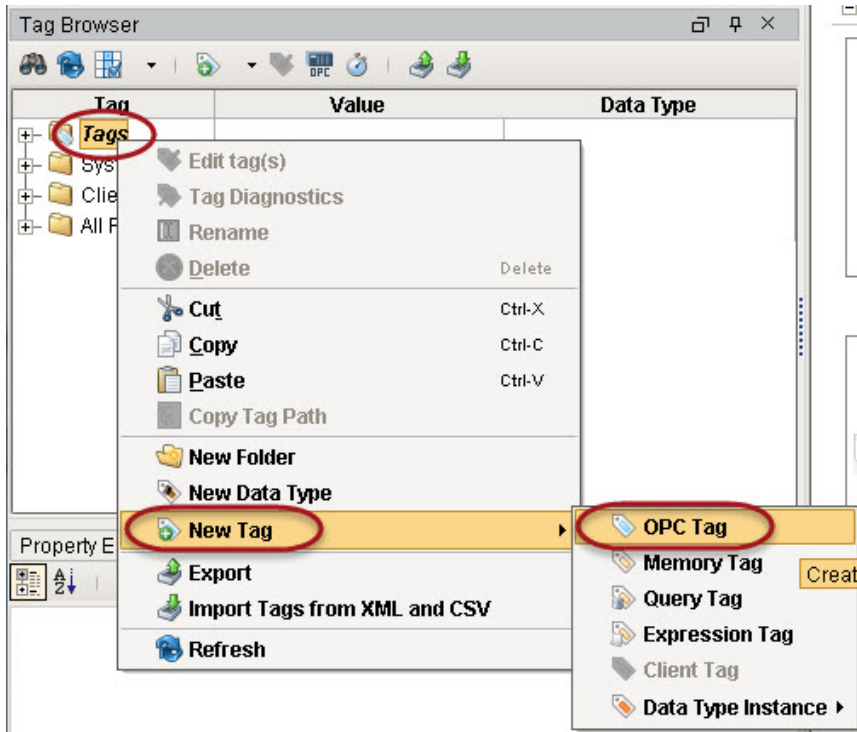 Tag Browser
OPC
Tag Value Data Type
Tags
Sys
Clie
All
Edit tag(s)
Tag Diagnostics
Rename
Delete Delete
Cut Ctrl-X
Copy Ctrl-C
Paste Ctrl-V
Copy Tag Path
New Folder
New Data Type
New Tag
Export
Import Tags from XML and CSV
Refresh
Property E
OPC Tag
Memory Tag
Creat
Query Tag
Expression Tag
Client Tag
Data Type Instance